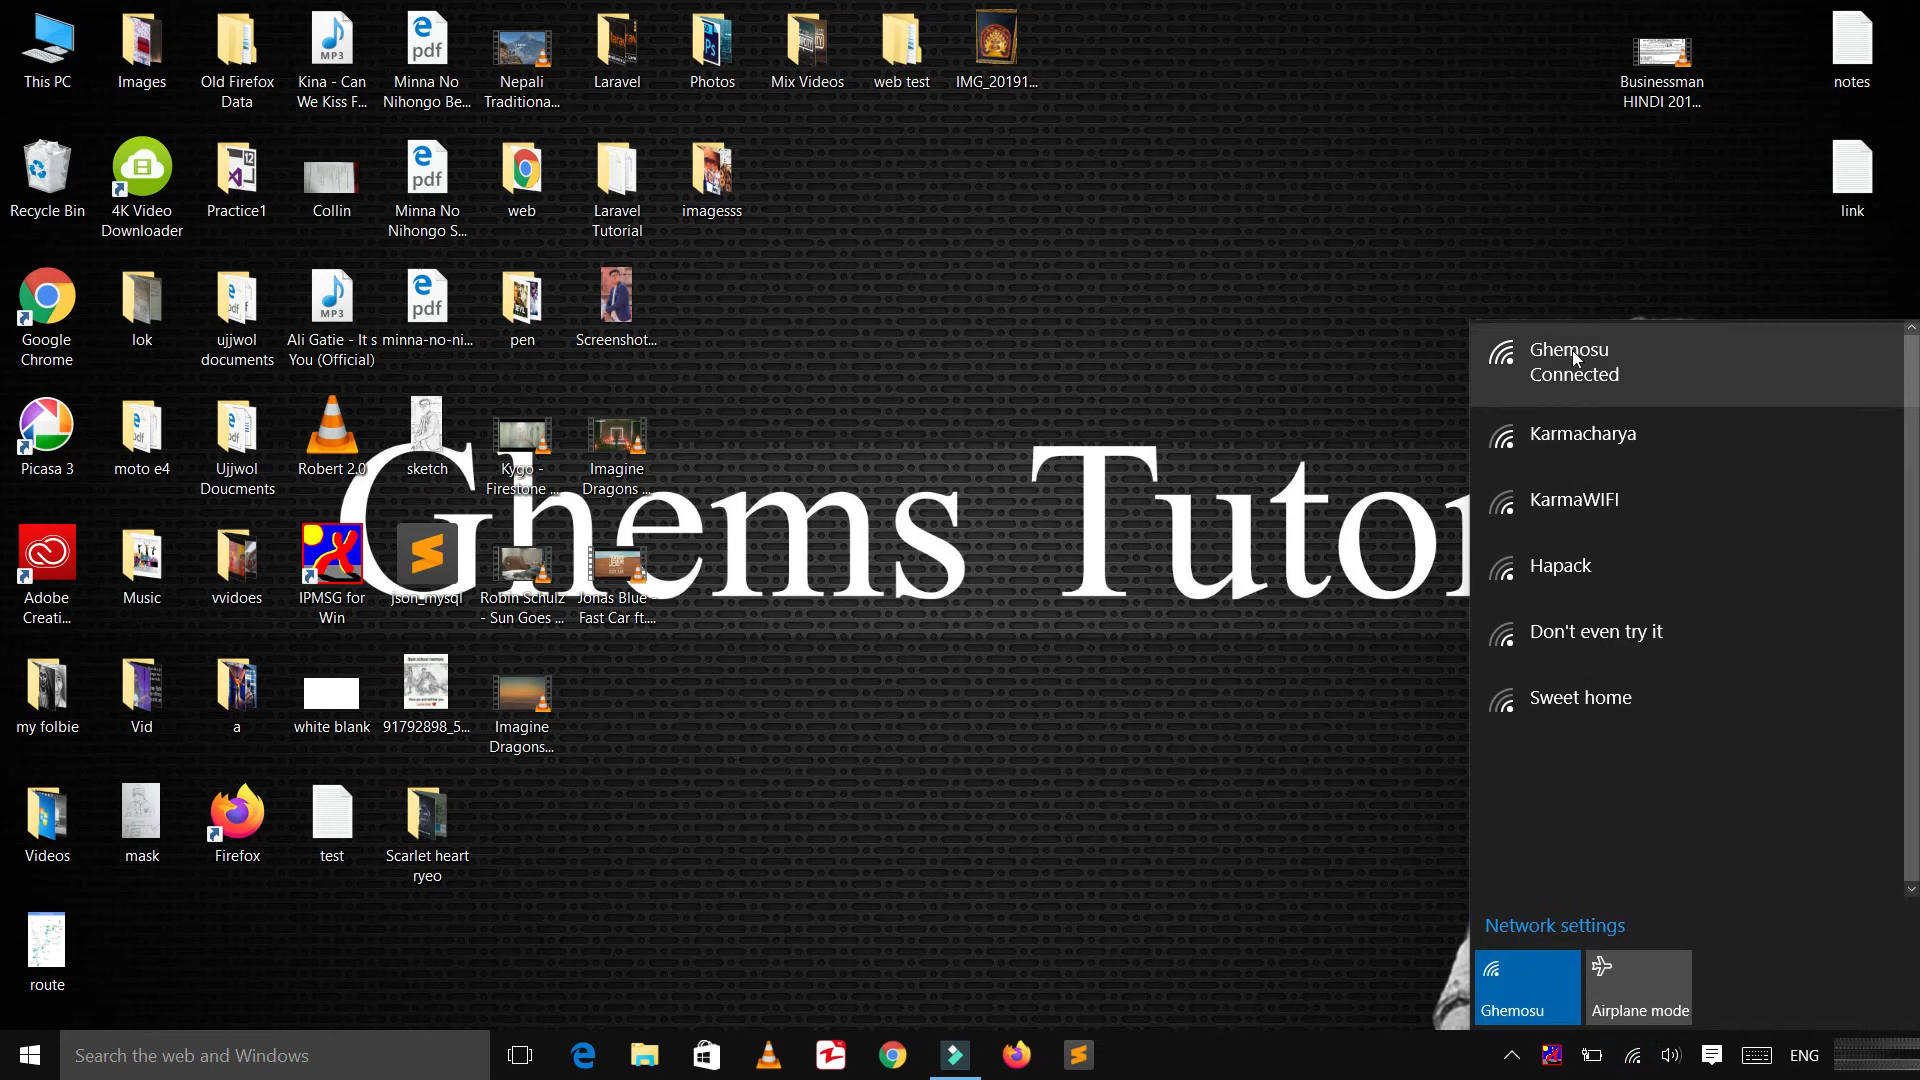 This PC
Images
Old Firefox
Data
Kina - Can
We Kiss F...
Minna No
Nihongo Be...
Nepali
Traditiona...
Laravel
Photos
Mix Videos
web test
IMG_20191...
Businessman
HINDI 201...
notes
Recycle Bin
4K Video
Downloader
Practice1
Collin
Minna No
Nihongo S...
web
Laravel
Tutorial
imagesss
link
Google
Chrome
lok
ujjwol
documents
Ali Gatie - It s
You (Official)
minna-no-ni...
pen
Screenshot...
Picasa 3
moto e4
Ujjwol
Doucments
Robert 2.0
sketch
Kygo -
Firestone ...
Imagine
Dragons ...
Ghems Tutor
Adobe
Creati...
Music
vvidoes
IPMSG for
Win
json_mysql
Robin Schulz
- Sun Goes ...
Jonas Blue -
Fast Car ft....
my folbie
Vid
a
white blank
91792898_5...
Imagine
Dragons...
Videos
mask
Firefox
test
Scarlet heart
ryeo
route
Ghemosu
Connected
Karmacharya
KarmaWIFI
Hapack
Don't even try it
Sweet home
Network settings
Ghemosu
Airplane mode
Search the web and Windows
ENG